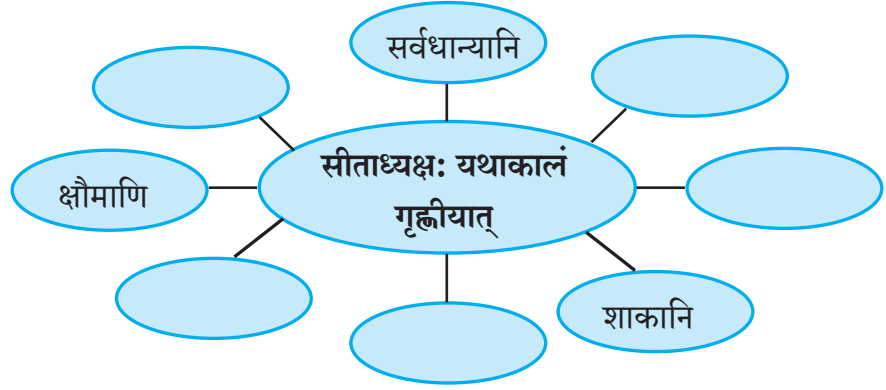 सर्वधान्यानि
सीताध्यक्ष: यथाकालं
गृह्णीयात्
क्षौमाणि
शाकानि